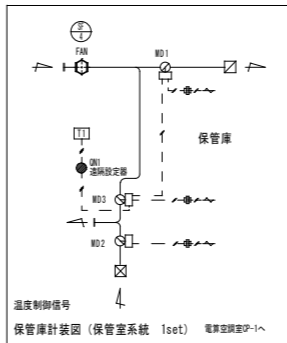 SF
4
FAN
MD1
T1
保管庫
QN1
遠隔設定器
MD3
MD2
温度制御信号
保管庫計装図（保管室系統 1set） 電算空調室CP-1へ